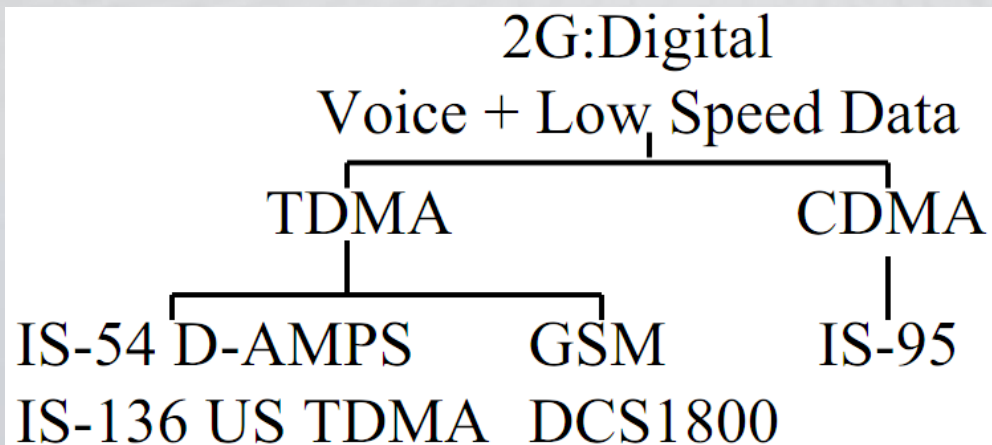 2G:Digital
Voice + Low Speed Data
TDMA CDMA
IS-54 D-AMPS GSM IS-95
IS-136 US TDMA DCS1800